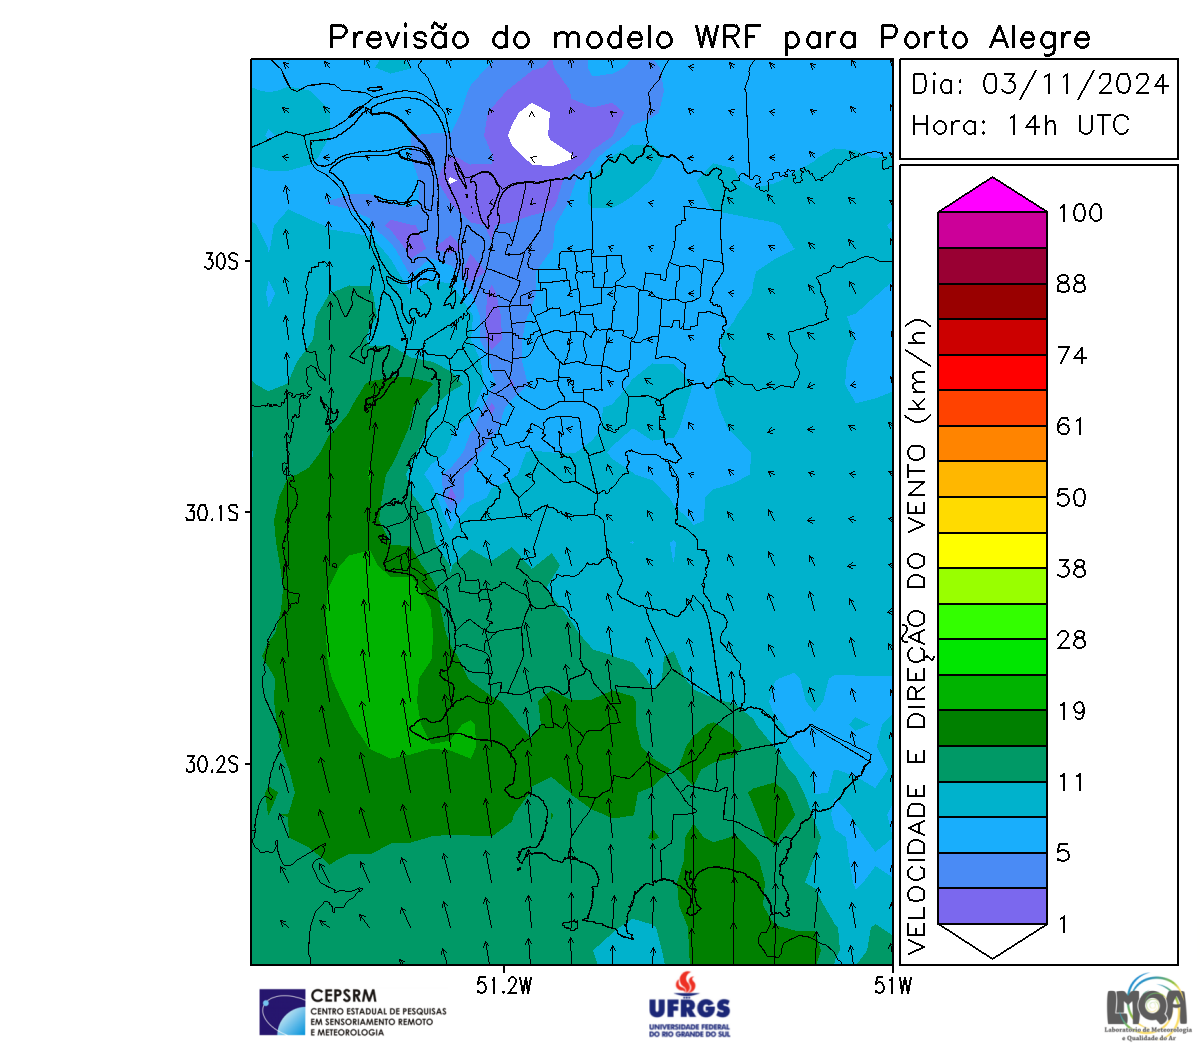 Previsão do modelo WRF para Porto Alegre
Dia: 03/11/2024
Hora: 14h UTC
VELOCIDADE E DIREÇÃO DO VENTO (km/h)
100
88
74
61
50
38
28
19
11
5
1
30S
30.1S
30.2S
51.2W
51W
CEPSRM
CENTRO ESTADUAL DE PESQUISAS
EM SENSORIAMENTO REMOTO
E METEOROLOGIA
UFRGS
UNIVERSIDADE FEDERAL
DO RIO GRANDE DO SUL
LMQA
Laboratório de Meteorologia
e Qualidade do Ar